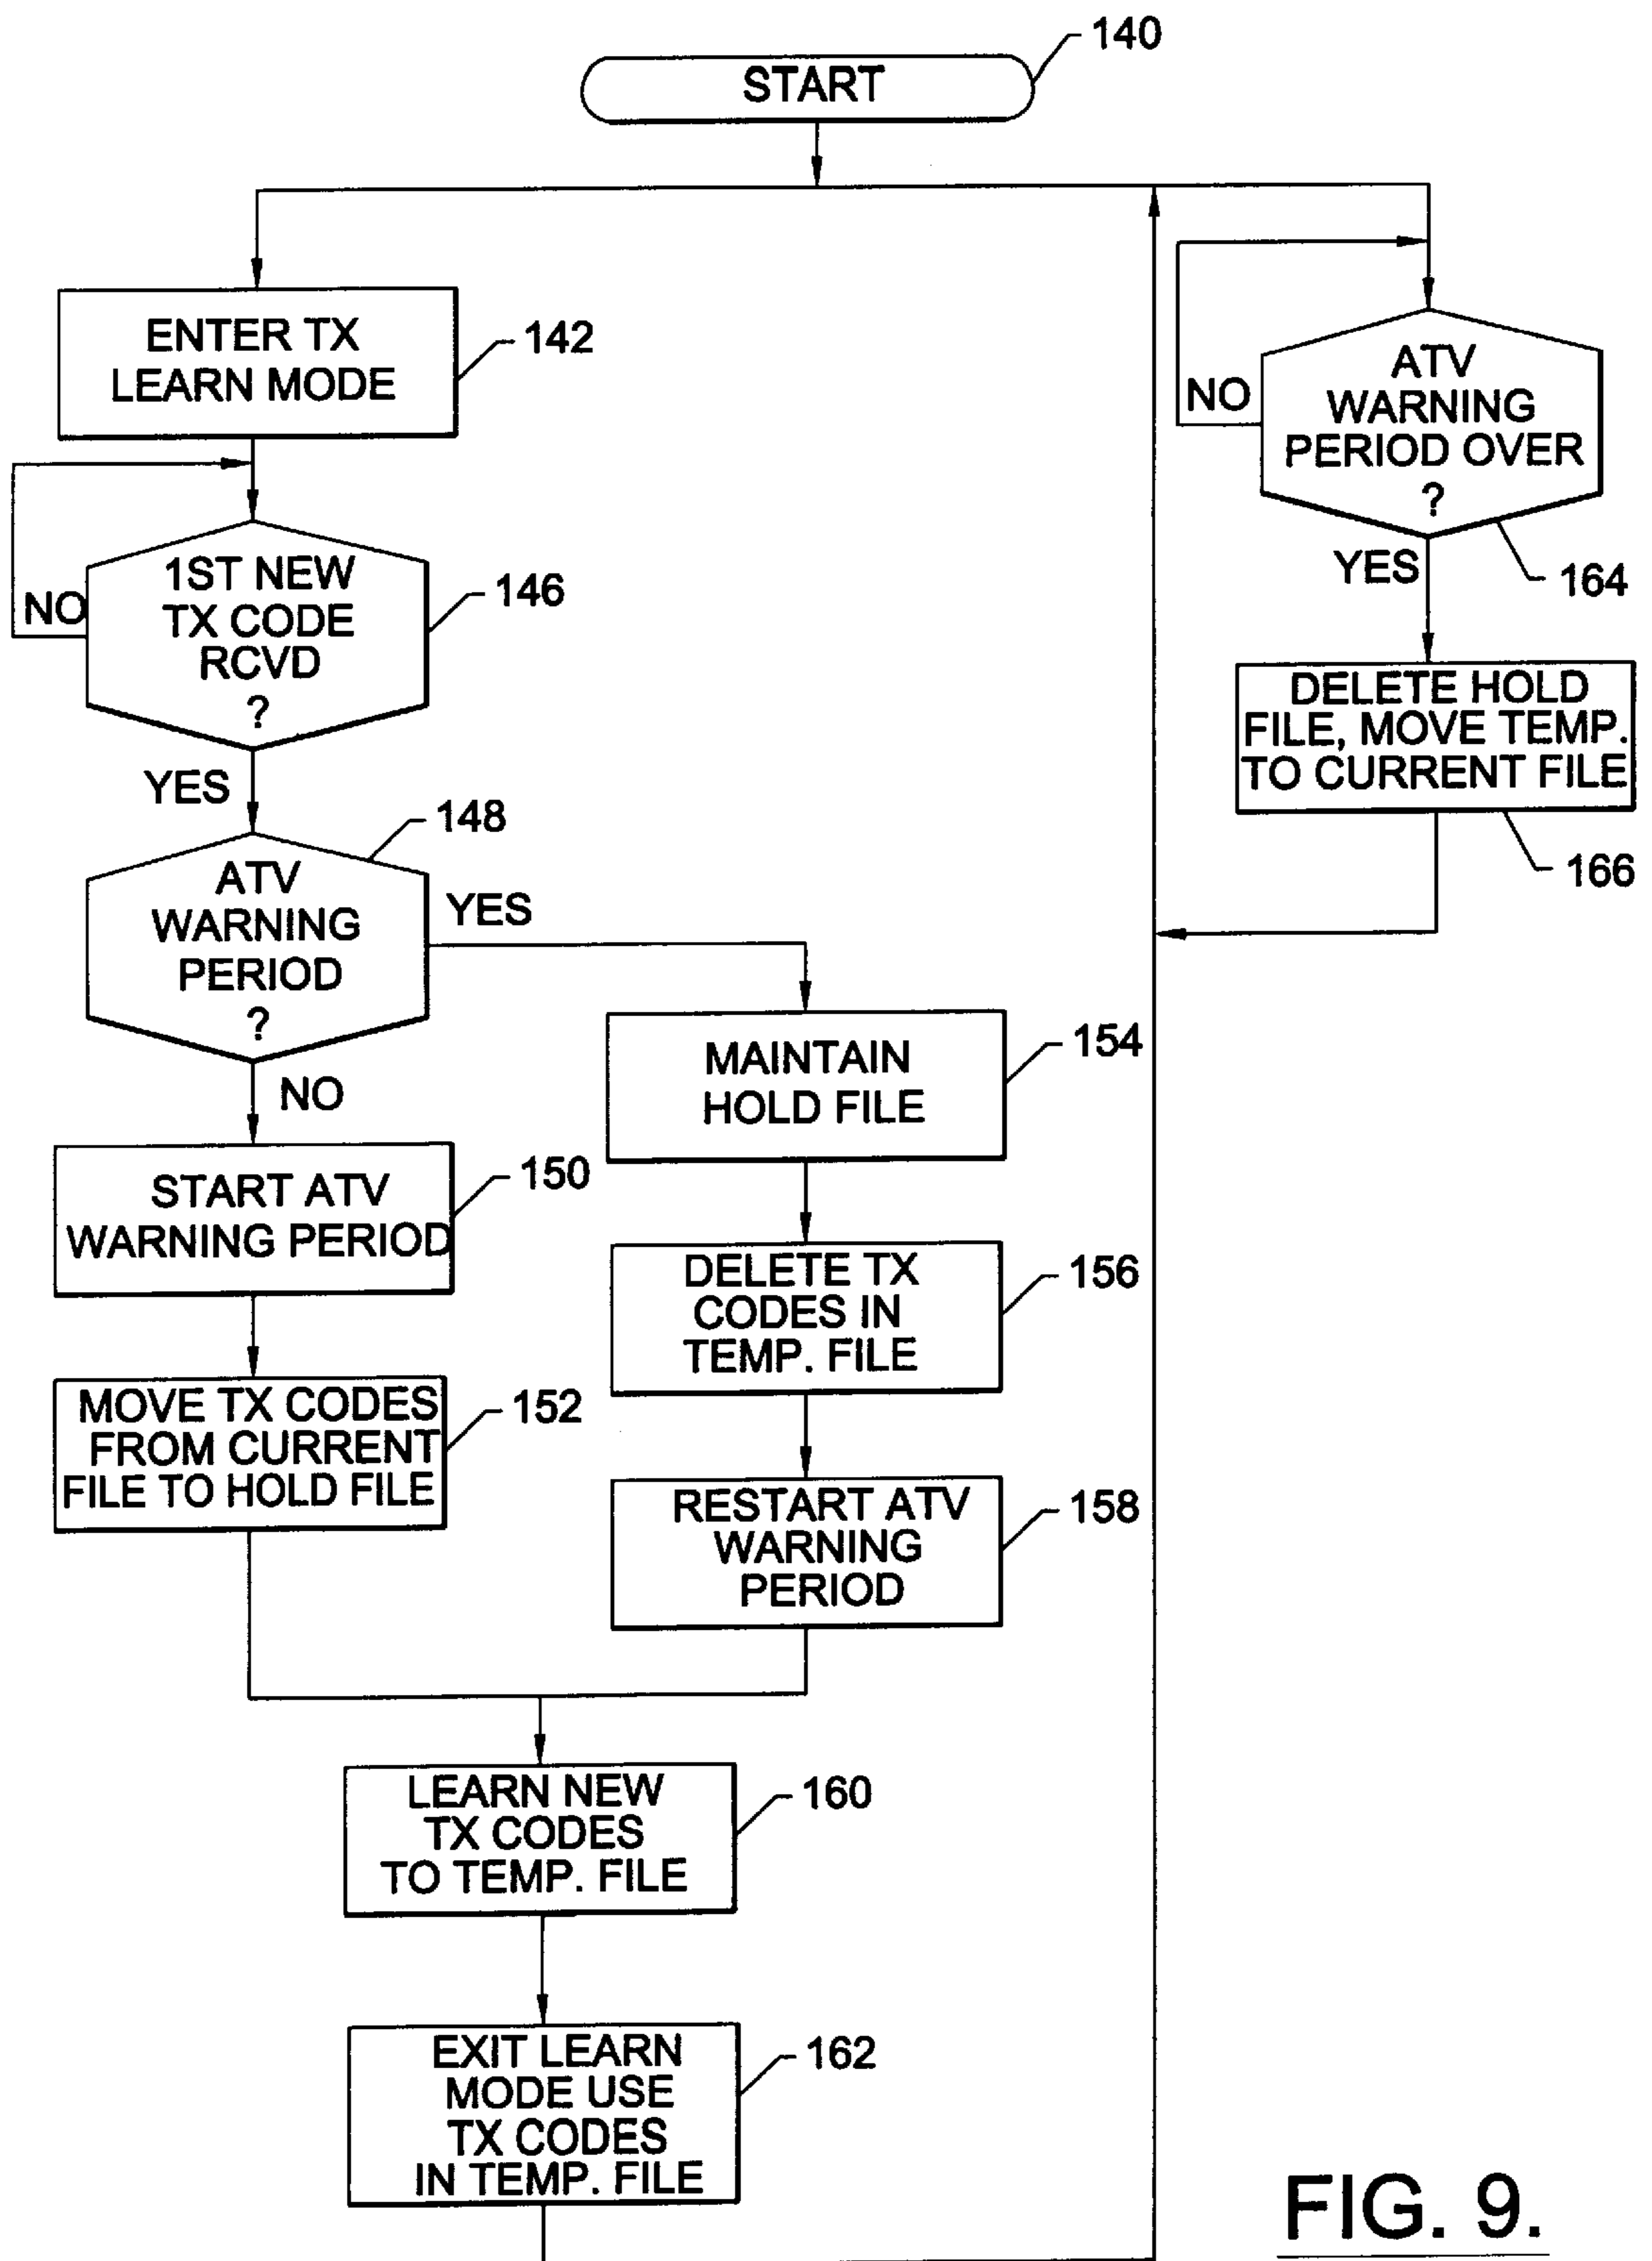 140
START
ENTER TX
LEARN MODE
142
1ST NEW
TX CODE
RCVD
?
146
NO
YES
148
ATV
WARNING
PERIOD
?
YES
NO
START ATV
WARNING PERIOD
150
MOVE TX CODES
FROM CURRENT
FILE TO HOLD FILE
152
MAINTAIN
HOLD FILE
154
DELETE TX
CODES IN
TEMP. FILE
156
RESTART ATV
WARNING
PERIOD
158
LEARN NEW
TX CODES
TO TEMP. FILE
160
EXIT LEARN
MODE USE
TX CODES
IN TEMP. FILE
162
ATV
WARNING
PERIOD OVER
?
NO
YES
164
DELETE HOLD
FILE, MOVE TEMP.
TO CURRENT FILE
166
FIG. 9.